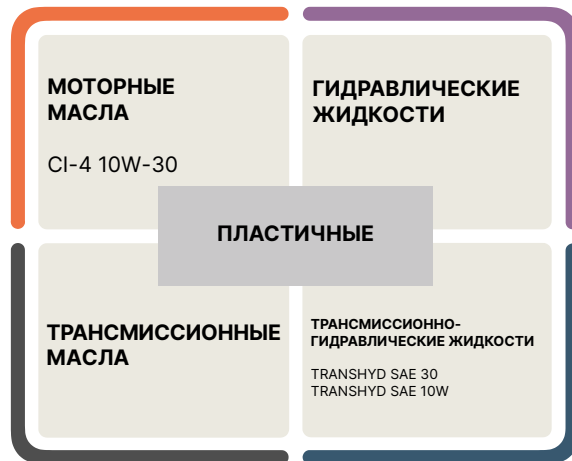 МОТОРНЫЕ
МАСЛА
CI-4 10W-30
ГИДРАВЛИЧЕСКИЕ
ЖИДКОСТИ
ПЛАСТИЧНЫЕ
ТРАНСМИССИОННЫЕ
МАСЛА
ТРАНСМИССИОННО-
ГИДРАВЛИЧЕСКИЕ ЖИДКОСТИ
TRANSHYD SAE 30
TRANSHYD SAE 10W